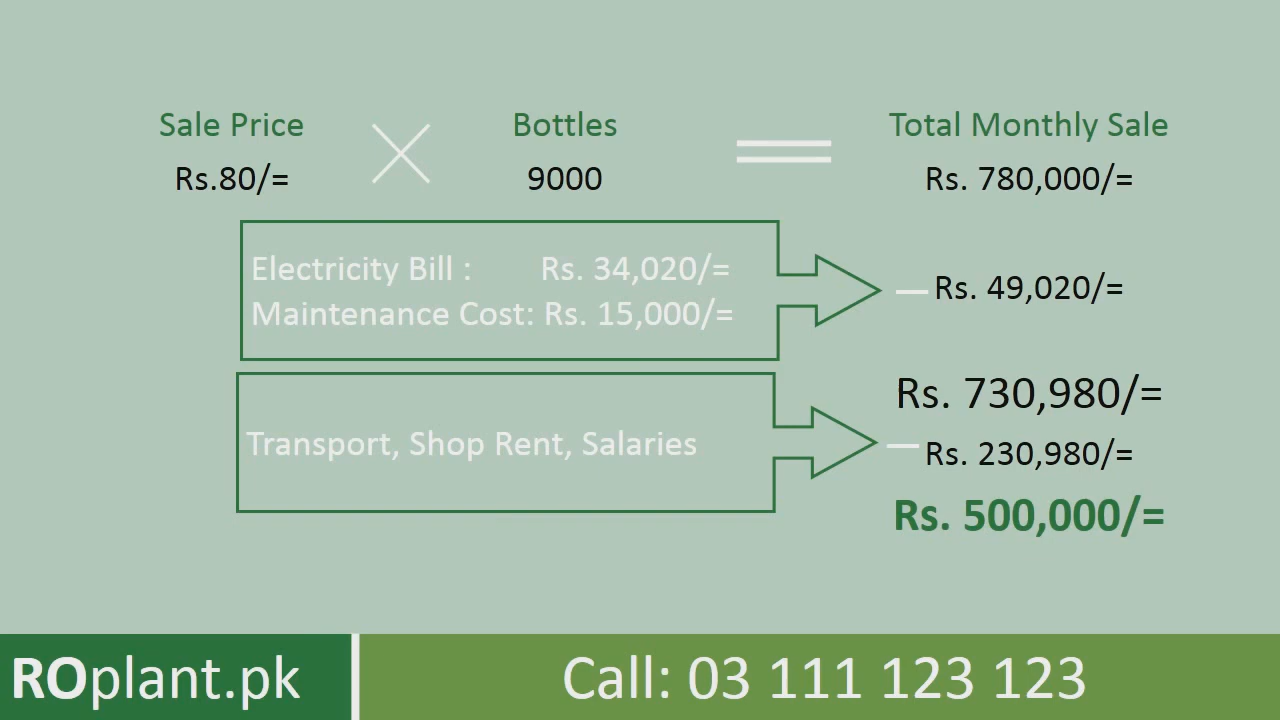 Sale Price Bottles Total Monthly Sale
Rs.80/= 9000 Rs. 780,000/=
Electricity Bill : Rs. 34,020/=
Maintenance Cost: Rs. 15,000/=
Rs. 49,020/=
Rs. 730,980/=
Transport, Shop Rent, Salaries
Rs. 230,980/=
Rs. 500,000/=
ROplant.pk Call: 03 111 123 123